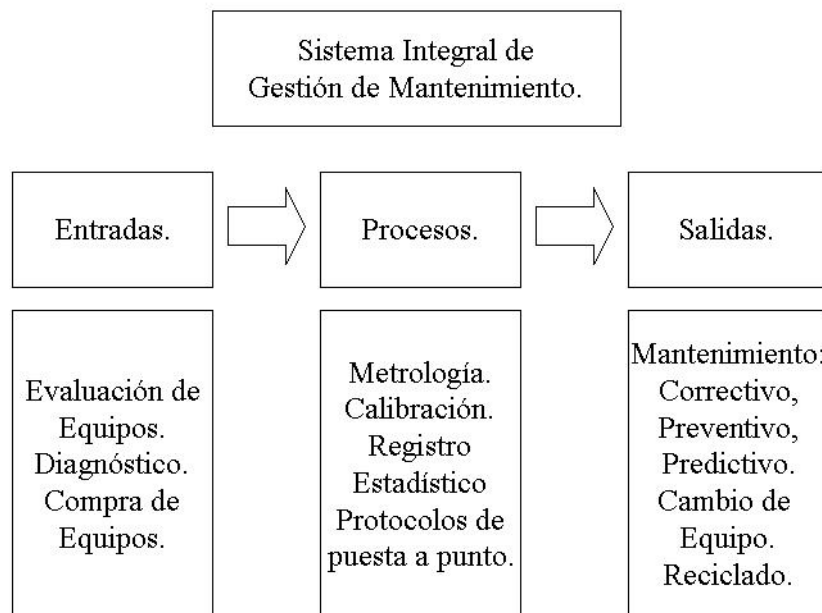 Sistema Integral de
Gestión de Mantenimiento.
Entradas.
Procesos.
Salidas.
Evaluación de
Equipos.
Diagnóstico.
Compra de
Equipos.
Metrología.
Calibración.
Registro
Estadístico
Protocolos de
puesta a punto.
Mantenimiento:
Correctivo,
Preventivo,
Predictivo.
Cambio de
Equipo.
Reciclado.